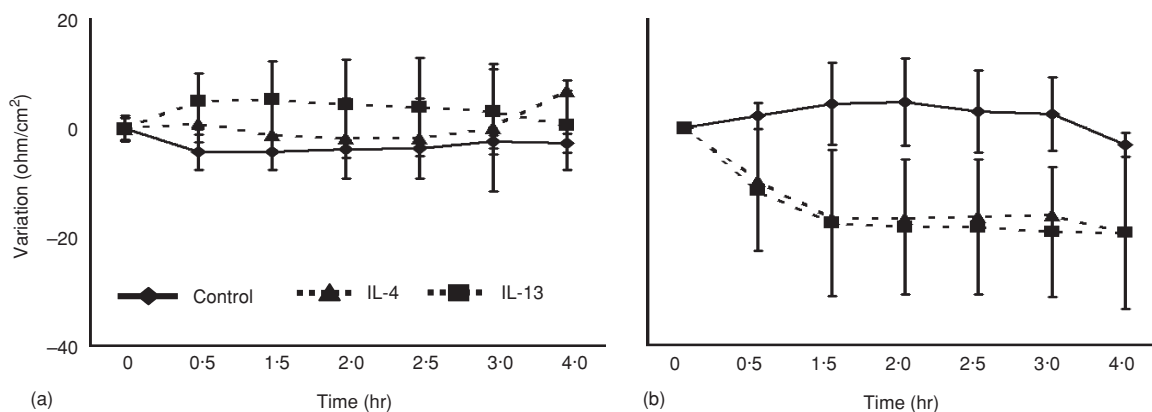 20
0
–20
–40
Variation (ohm/cm²)
Control
IL-4
IL-13
0 0·5 1·5 2·0 2·5 3·0 4·0
0 0·5 1·5 2·0 2·5 3·0 4·0
(a) Time (hr)
(b) Time (hr)